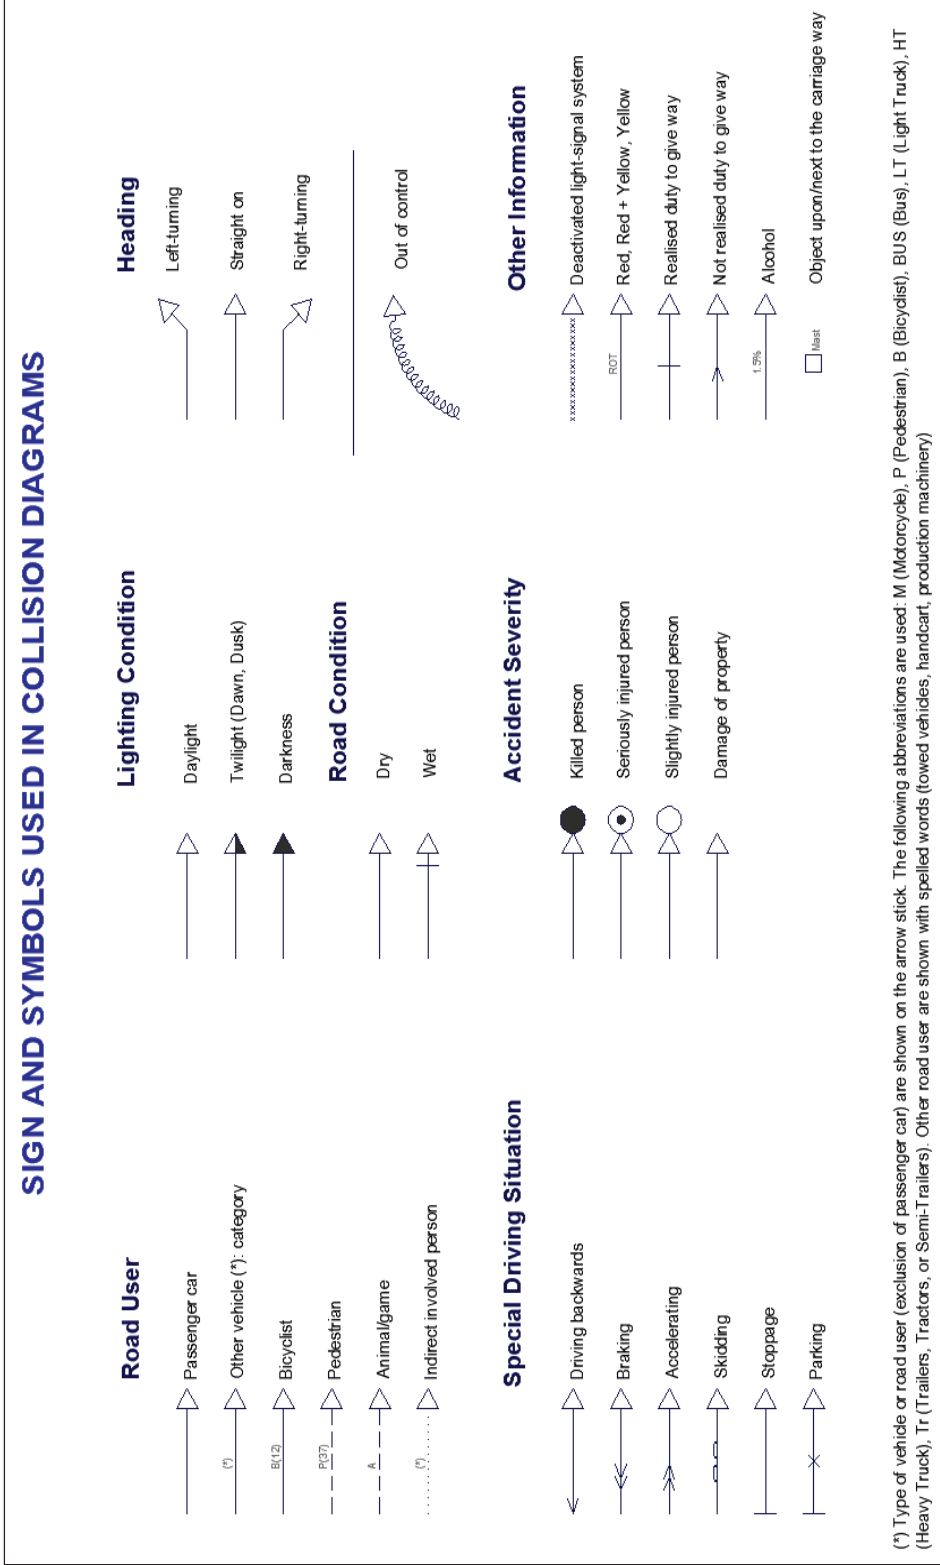 SIGN AND SYMBOLS USED IN COLLISION DIAGRAMS
Road User
Passenger car
(*)
Other vehicle (*): category
B(12)
Bicyclist
P(37)
Pedestrian
A
Animal/game
(*)
Indirect involved person
Lighting Condition
Daylight
Twilight (Dawn, Dusk)
Darkness
Road Condition
Dry
Wet
Heading
Left-turning
Straight on
Right-turning
Out of control
Special Driving Situation
Driving backwards
Braking
Accelerating
Skidding
Stoppage
Parking
Accident Severity
Killed person
Seriously injured person
Slightly injured person
Damage of property
Other Information
xxxxxxxxxxxxxxxxx
Deactivated light-signal system
ROT
Red, Red + Yellow, Yellow
Realised duty to give way
Not realised duty to give way
1.5%
Alcohol
Mast
Object upon/next to the carriage way
(*) Type of vehicle or road user (exclusion of passenger car) are shown on the arrow stick. The following abbreviations are used: M (Motorcycle), P (Pedestrian), B (Bicyclist), BUS (Bus), LT (Light Truck), HT
(Heavy Truck), Tr (Trailers, Tractors, or Semi-Trailers). Other road user are shown with spelled words (towed vehicles, handcart, production machinery)